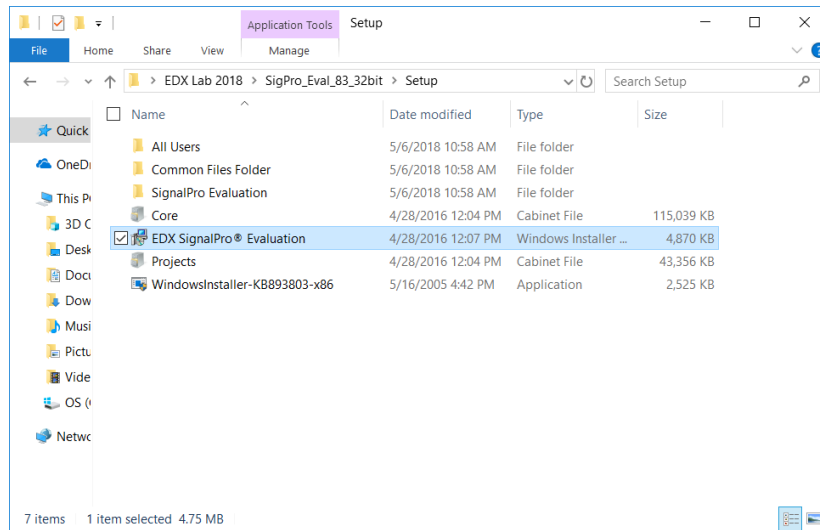 Application Tools Setup
File Home Share View Manage
EDX Lab 2018 SigPro_Eval_83_32bit Setup Search Setup
Name Date modified Type Size
Quick
OneDr
This P
3D C
Desk
Docu
Dow
Musi
Pictu
Vide
OS (
Netwo
All Users 5/6/2018 10:58 AM File folder
Common Files Folder 5/6/2018 10:58 AM File folder
SignalPro Evaluation 5/6/2018 10:58 AM File folder
Core 4/28/2016 12:04 PM Cabinet File 115,039 KB
EDX SignalPro® Evaluation 4/28/2016 12:07 PM Windows Installer ... 4,870 KB
Projects 4/28/2016 12:04 PM Cabinet File 43,356 KB
WindowsInstaller-KB893803-x86 5/16/2005 4:42 PM Application 2,525 KB
7 items 1 item selected 4.75 MB